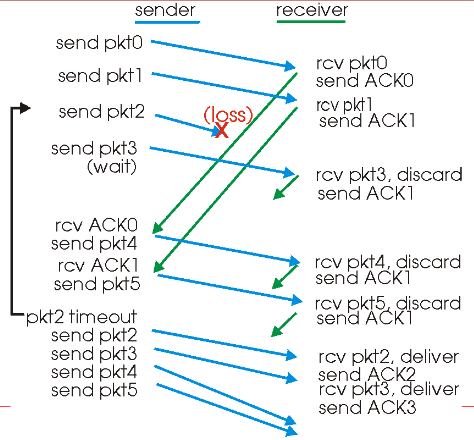 sender
receiver
send pkt0
send pkt1
send pkt2
send pkt3
(wait)
(loss)
X
rcv pkt0
send ACK0
rcv pkt1
send ACK1
rcv pkt3, discard
send ACK1
rcv ACK0
send pkt4
rcv ACK1
send pkt5
rcv pkt4, discard
send ACK1
rcv pkt5, discard
send ACK1
pkt2 timeout
send pkt2
send pkt3
send pkt4
send pkt5
rcv pkt2, deliver
send ACK2
rcv pkt3, deliver
send ACK3